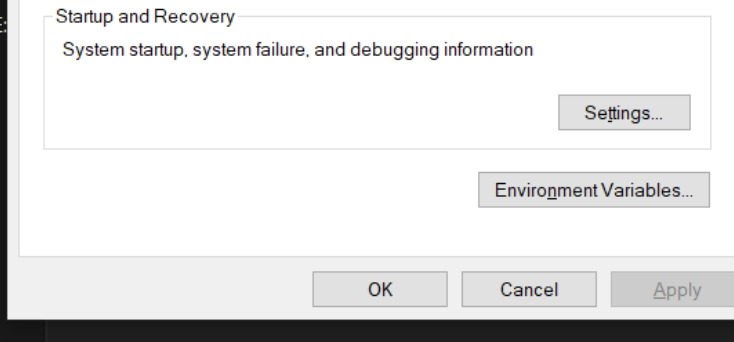 Startup and Recovery
System startup, system failure, and debugging information
Settings...
Environment Variables...
OK
Cancel
Apply